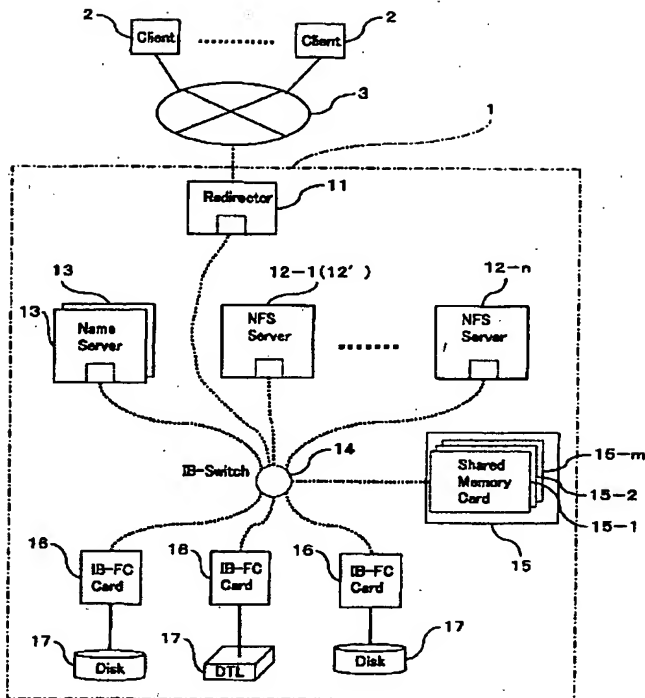 2
Client
Client
2
3
1
11
Redirector
13
13
Name
Server
12-1(12')
NFS
Server
12-n
NFS
Server
14
IB-Switch
Shared
Memory
Card
15-m
15-2
15-1
15
16
IB-FC
Card
16
IB-FC
Card
16
IB-FC
Card
17
Disk
17
DTL
17
Disk